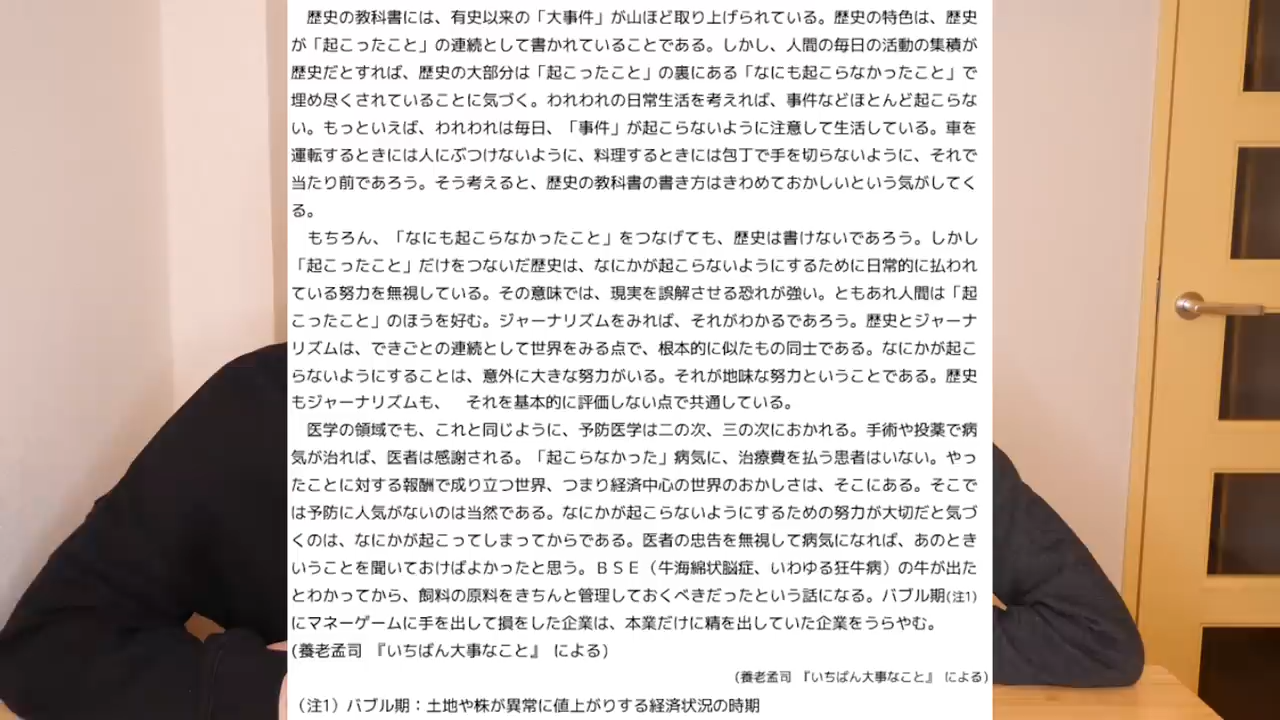 歴史の教科書には、有史以来の「大事件」が山ほど取り上げられている。歴史の特色は、歴史
が「起こったこと」の連続として書かれていることである。しかし、人間の毎日の活動の集積が
歴史だとすれば、歴史の大部分は「起こったこと」の裏にある「なにも起こらなかったこと」で
埋め尽くされていることに気づく。われわれの日常生活を考えれば、事件などほとんど起こらな
い。もっといえば、われわれは毎日、「事件」が起こらないように注意して生活している。車を
運転するときには人にぶつけないように、料理するときには包丁で手を切らないように、それで
当たり前であろう。そう考えると、歴史の教科書の書き方はきわめておかしいという気がしてく
る。
　もちろん、「なにも起こらなかったこと」をつなげても、歴史は書けないであろう。しかし
「起こったこと」だけをつないだ歴史は、なにかが起こらないようにするために日常的に払われ
ている努力を無視している。その意味では、現実を誤解させる恐れが強い。ともあれ人間は「起
こったこと」のほうを好む。ジャーナリズムをみれば、それがわかるであろう。歴史とジャーナ
リズムは、できごとの連続として世界をみる点で、根本的に似たもの同士である。なにかが起こ
らないようにすることは、意外に大きな努力がいる。それが地味な努力ということである。歴史
もジャーナリズムも、　それを基本的に評価しない点で共通している。
　医学の領域でも、これと同じように、予防医学は二の次、三の次におかれる。手術や投薬で病
気が治れば、医者は感謝される。「起こらなかった」病気に、治療費を払う患者はいない。やっ
たことに対する報酬で成り立つ世界、つまり経済中心の世界のおかしさは、そこにある。そこで
は予防に人気がないのは当然である。なにかが起こらないようにするための努力が大切だと気づ
くのは、なにかが起こってしまってからである。医者の忠告を無視して病気になれば、あのとき
いうことを聞いておけばよかったと思う。ＢＳＥ（牛海綿状脳症、いわゆる狂牛病）の牛が出た
とわかってから、飼料の原料をきちんと管理しておくべきだったという話になる。バブル期(注1)
にマネーゲームに手を出して損をした企業は、本業だけに精を出していた企業をうらやむ。
(養老孟司 『いちばん大事なこと』 による)
(養老孟司 『いちばん大事なこと』 による)
（注1）バブル期：土地や株が異常に値上がりする経済状況の時期